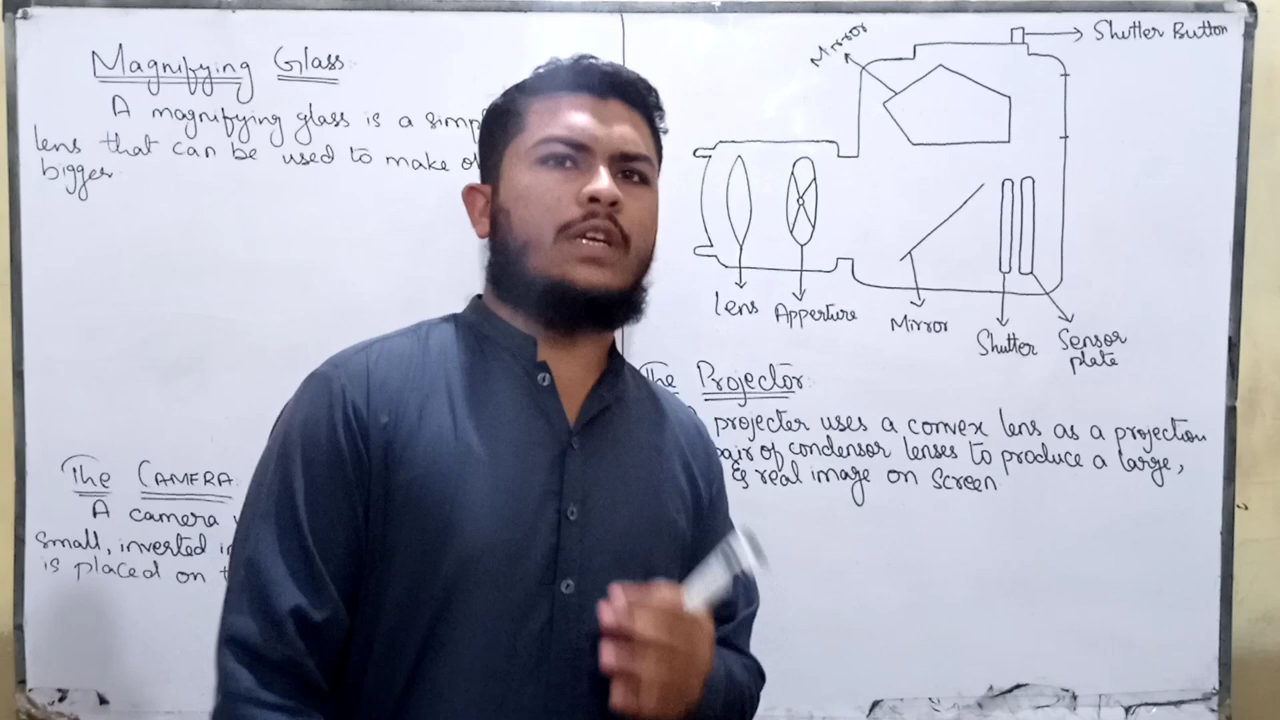 Magnifying Glass
A magnifying glass is a
lens that can be used to make
bigger.
The CAMERA
A camera
small, inverted
is placed on
Mirror
Shutter Button
Lens
Apperture
Mirror
Shutter
Sensor
plate
The Projector:
projecter uses a convex lens as a projection
of condensor lenses to produce a large,
& real image on Screen